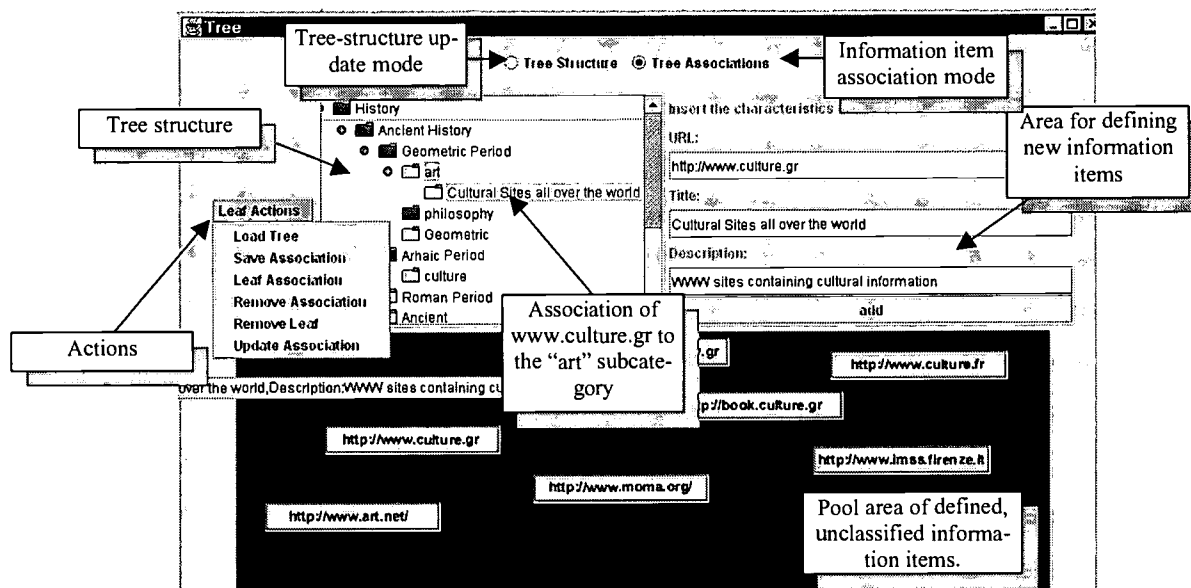 Tree
Tree-structure up-
date mode
Tree Structure
Tree Associations
Information item
association mode
Tree structure
History
Ancient History
Geometric Period
art
Cultural Sites all over the world
philosophy
Geometric
Arhaic Period
culture
Roman Period
Ancient
Insert the characteristics
URL:
http://www.culture.gr
Title:
Cultural Sites all over the world
Description:
WWW sites containing cultural information
add
Area for defining
new information
items
Leaf Actions
Load Tree
Save Association
Leaf Association
Remove Association
Remove Leaf
Update Association
Actions
Association of
www.culture.gr to
the “art” subcate-
gory
over the world,Description:WWW sites containing cu
.gr
http://www.culture.fr
p://book.culture.gr
http://www.culture.gr
http://www.imss.firenze.it
http://www.moma.org/
http://www.art.net/
Pool area of defined,
unclassified informa-
tion items.